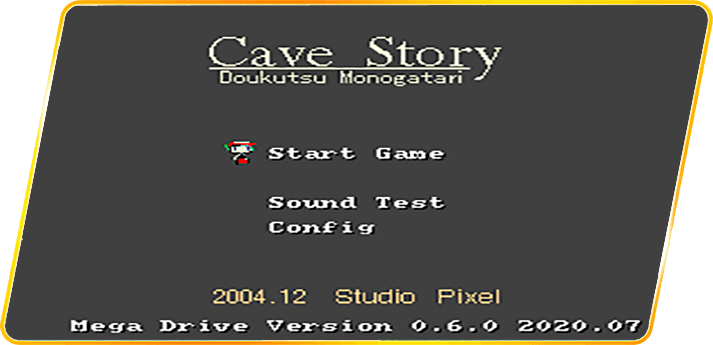 Cave Story
Doukutsu Monogatari
Start Game
Sound Test
Config
2004.12 Studio Pixel
Mega Drive Version 0.6.0 2020.07